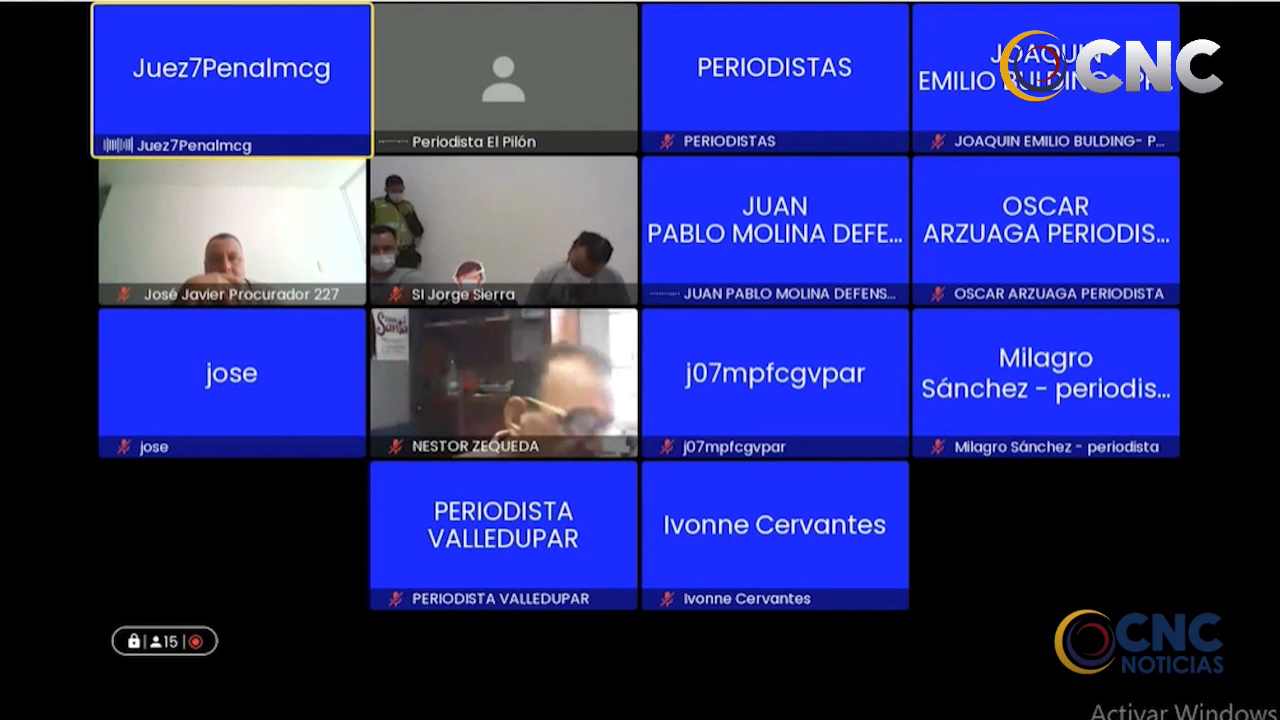 Juez7Penalmcg
Juez7Penalmcg
Periodista El Pilón
PERIODISTAS
PERIODISTAS
JOAQUIN
EMILIO
CNC
JOAQUIN EMILIO BULDING- P...
José Javier Procurador 227
SI Jorge Sierra
JUAN
PABLO MOLINA DEFE...
JUAN PABLO MOLINA DEFENS...
OSCAR
ARZUAGA PERIODIS...
OSCAR ARZUAGA PERIODISTA
jose
jose
Santa
NESTOR ZEQUEDA
j07mpfcgvpar
j07mpfcgvpar
Milagro
Sánchez - periodis...
Milagro Sánchez - periodista
PERIODISTA
VALLEDUPAR
PERIODISTA VALLEDUPAR
Ivonne Cervantes
Ivonne Cervantes
15
CNC
NOTICIAS
Activar Windows